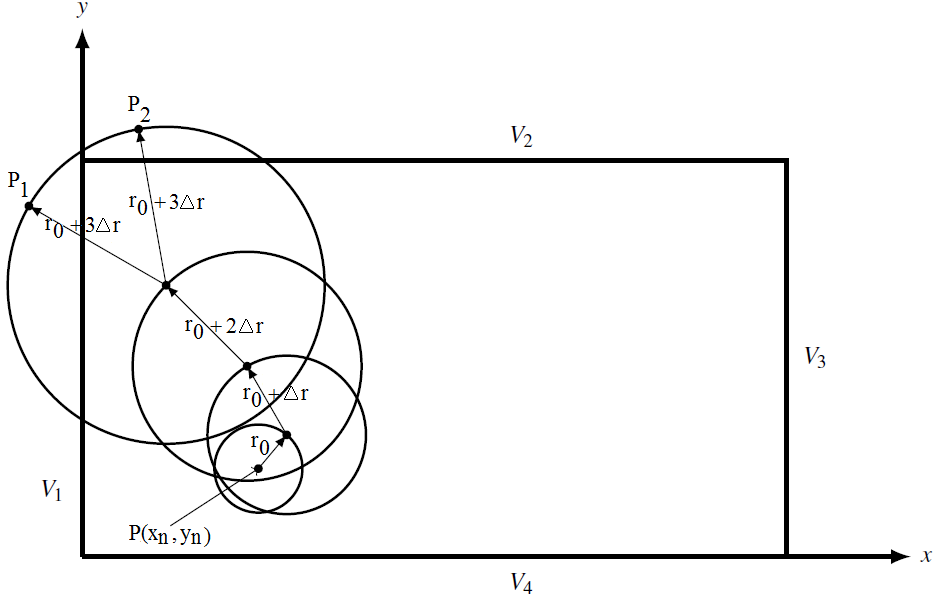 y
P2
V2
P1
r0 + 3△r
r0 + 3△r
r0 + 2△r
V3
r0 + △r
r0
V1
P(xn, yn)
x
V4